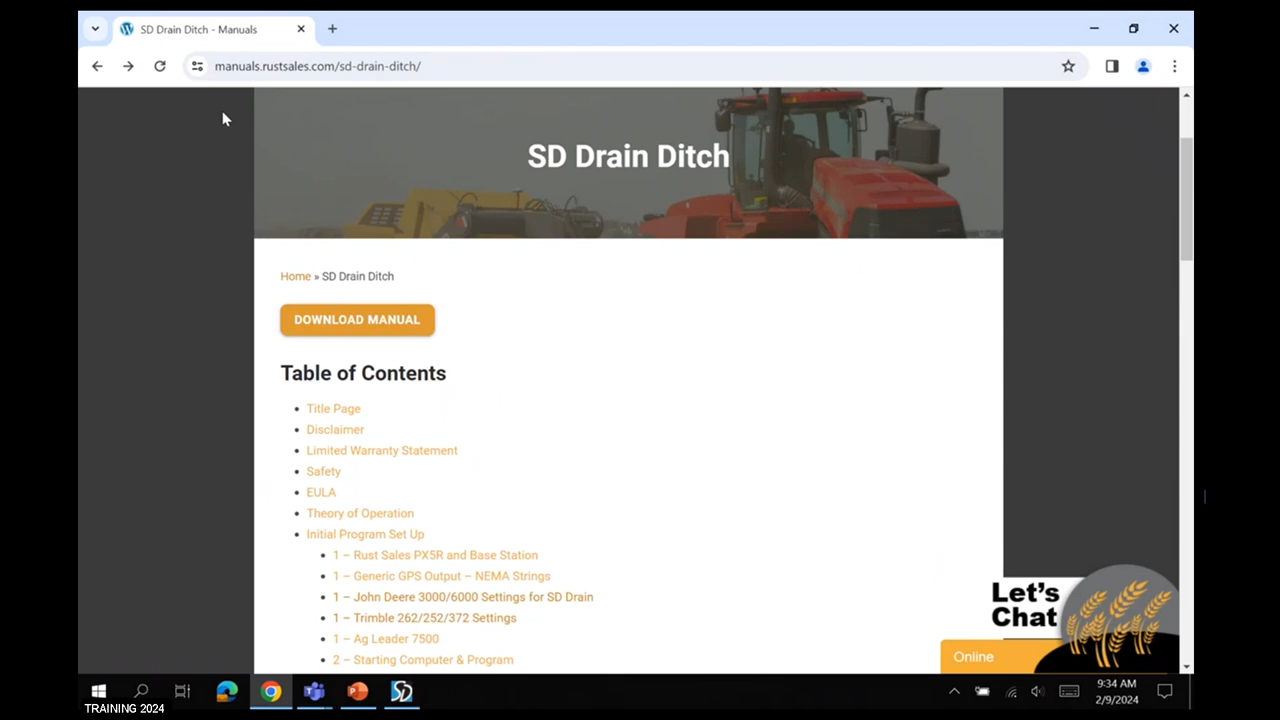 SD Drain Ditch - Manuals
manuals.rustsales.com/sd-drain-ditch/
SD Drain Ditch
Home » SD Drain Ditch
DOWNLOAD MANUAL
Table of Contents
Title Page
Disclaimer
Limited Warranty Statement
Safety
EULA
Theory of Operation
Initial Program Set Up
1 – Rust Sales PX5R and Base Station
1 – Generic GPS Output – NEMA Strings
1 – John Deere 3000/6000 Settings for SD Drain
1 – Trimble 262/252/372 Settings
1 – Ag Leader 7500
2 – Starting Computer & Program
Let's
Chat
Online
SD
9:34 AM
2/9/2024
TRAINING 2024